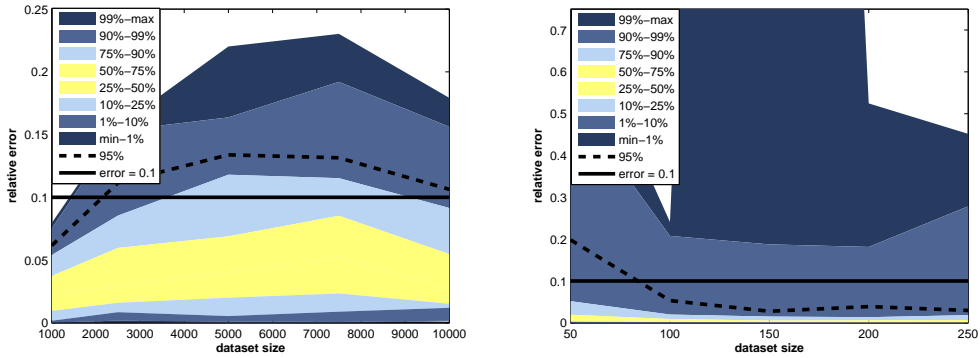 0.25
0.2
0.15
0.1
0.05
0
relative error
99%−max
90%−99%
75%−90%
50%−75%
25%−50%
10%−25%
1%−10%
min−1%
95%
error = 0.1
1000 2000 3000 4000 5000 6000 7000 8000 9000 10000
dataset size
0.7
0.6
0.5
0.4
0.3
0.2
0.1
0
relative error
99%−max
90%−99%
75%−90%
50%−75%
25%−50%
10%−25%
1%−10%
min−1%
95%
error = 0.1
50 100 150 200 250
dataset size